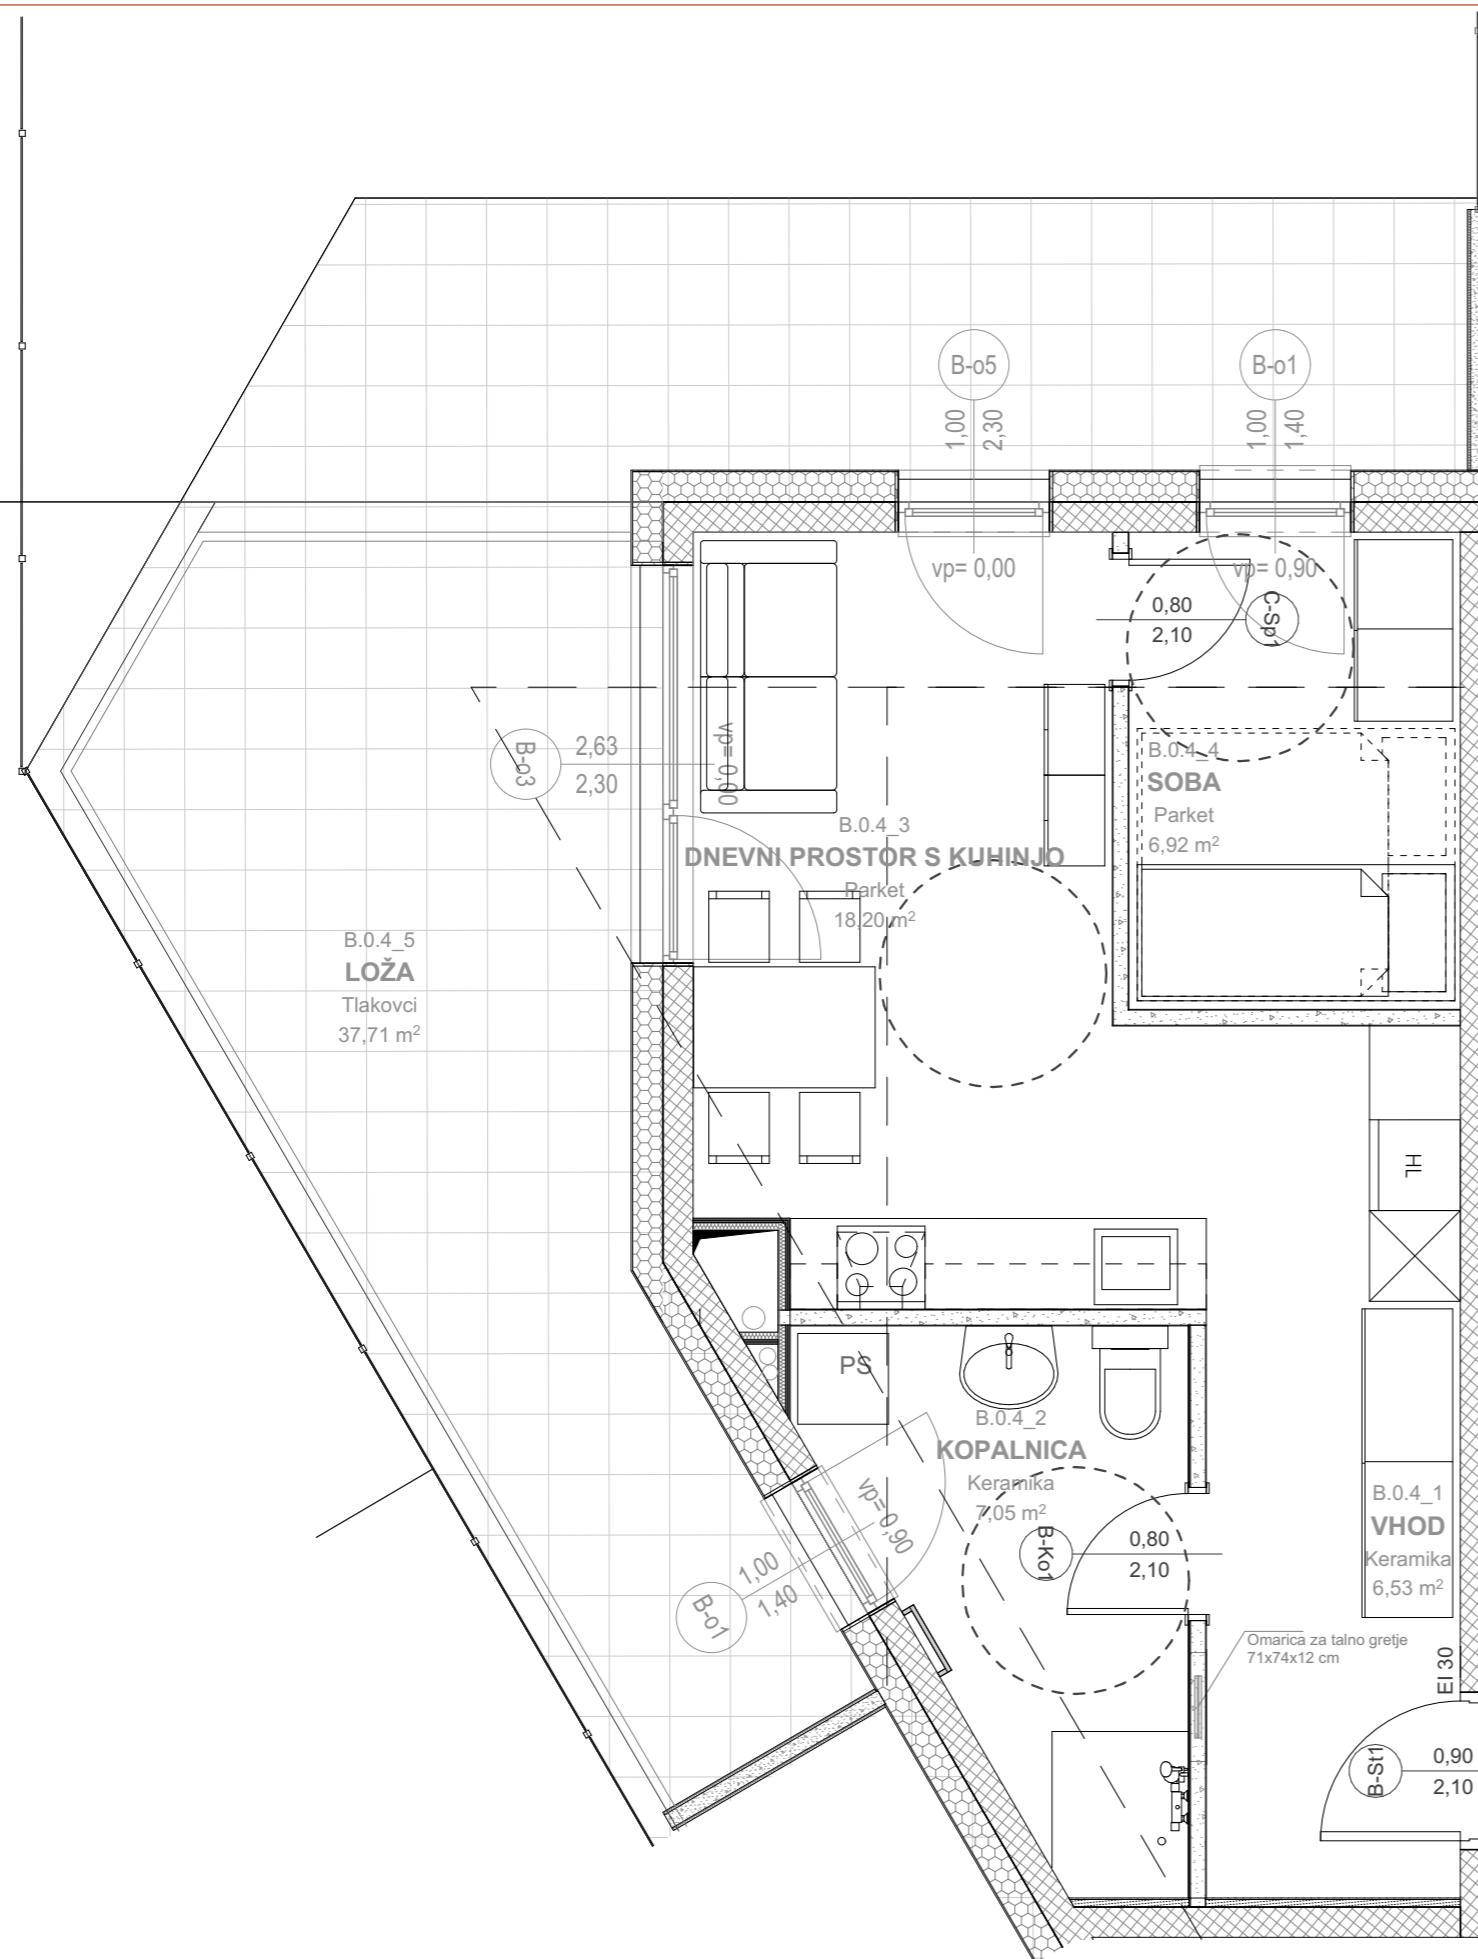 B-o5
1,00
2,30
vp= 0,00
B-o1
1,00
1,40
vp= 0,90
0,80
2,10
C-Sp1
B-o3
2,63
2,30
vp= 0,00
B.0.4_4
SOBA
Parket
6,92 m²
B.0.4_3
DNEVNI PROSTOR S KUHINJO
Parket
18,20 m²
B.0.4_5
LOŽA
Tlakovci
37,71 m²
HL
PS
B.0.4_2
KOPALNICA
Keramika
7,05 m²
vp= 0,90
B-o1
1,00
1,40
B-Ko1
0,80
2,10
B.0.4_1
VHOD
Keramika
6,53 m²
Omarica za talno gretje
71x74x12 cm
EI 30
B-St1
0,90
2,10